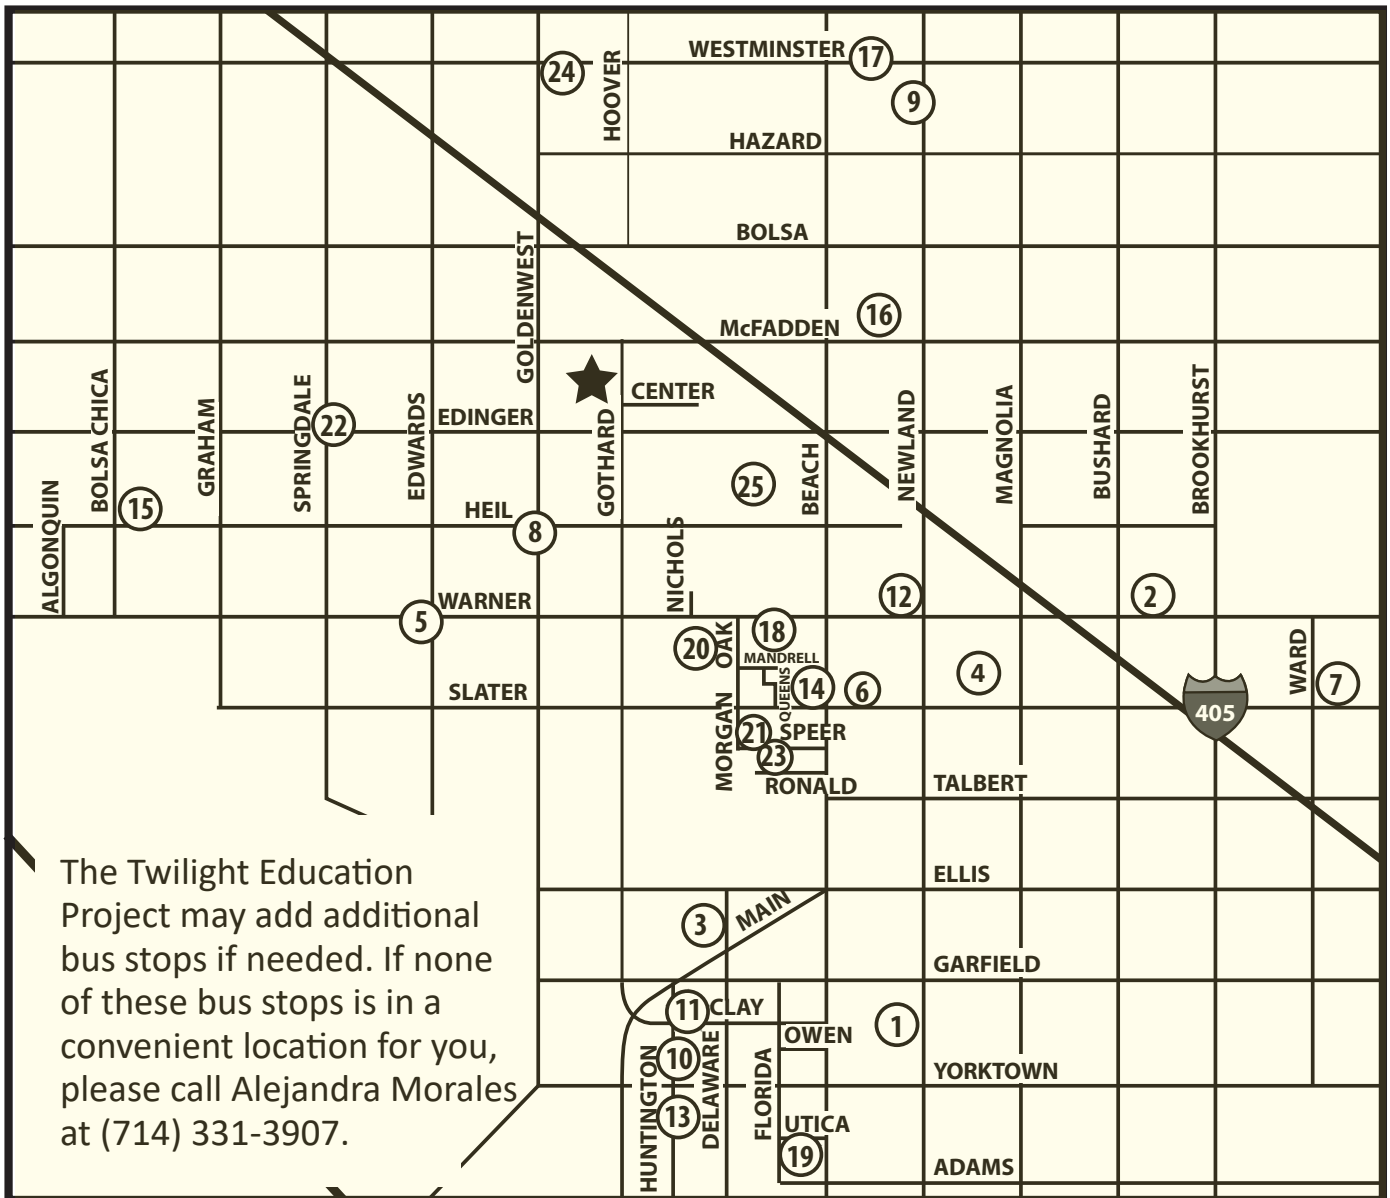 WESTMINSTER
17
24
HOOVER
9
HAZARD
BOLSA
GOLDENWEST
16
McFADDEN
CENTER
BOLSA CHICA
GRAHAM
SPRINGDALE
22
EDWARDS
EDINGER
GOTHARD
BEACH
NEWLAND
MAGNOLIA
BUSHARD
BROOKHURST
25
15
HEIL
8
ALGONQUIN
NICHOLS
WARNER
5
12
2
20
OAK
18
MANDRELL
WARD
4
7
SLATER
QUEENS
14
6
405
MORGAN
21
SPEER
23
RONALD
TALBERT
ELLIS
3
MAIN
GARFIELD
11
CLAY
OWEN
1
10
HUNTINGTON
DELAWARE
FLORIDA
YORKTOWN
13
UTICA
19
ADAMS
The Twilight Education
Project may add additional
bus stops if needed. If none
of these bus stops is in a
convenient location for you,
please call Alejandra Morales
at (714) 331-3907.